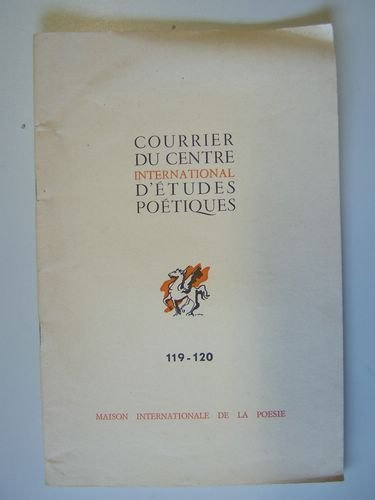 COURRIER
DU CENTRE
INTERNATIONAL
D'ÉTUDES
POÉTIQUES
119-120
MAISON INTERNATIONALE DE LA POESIE